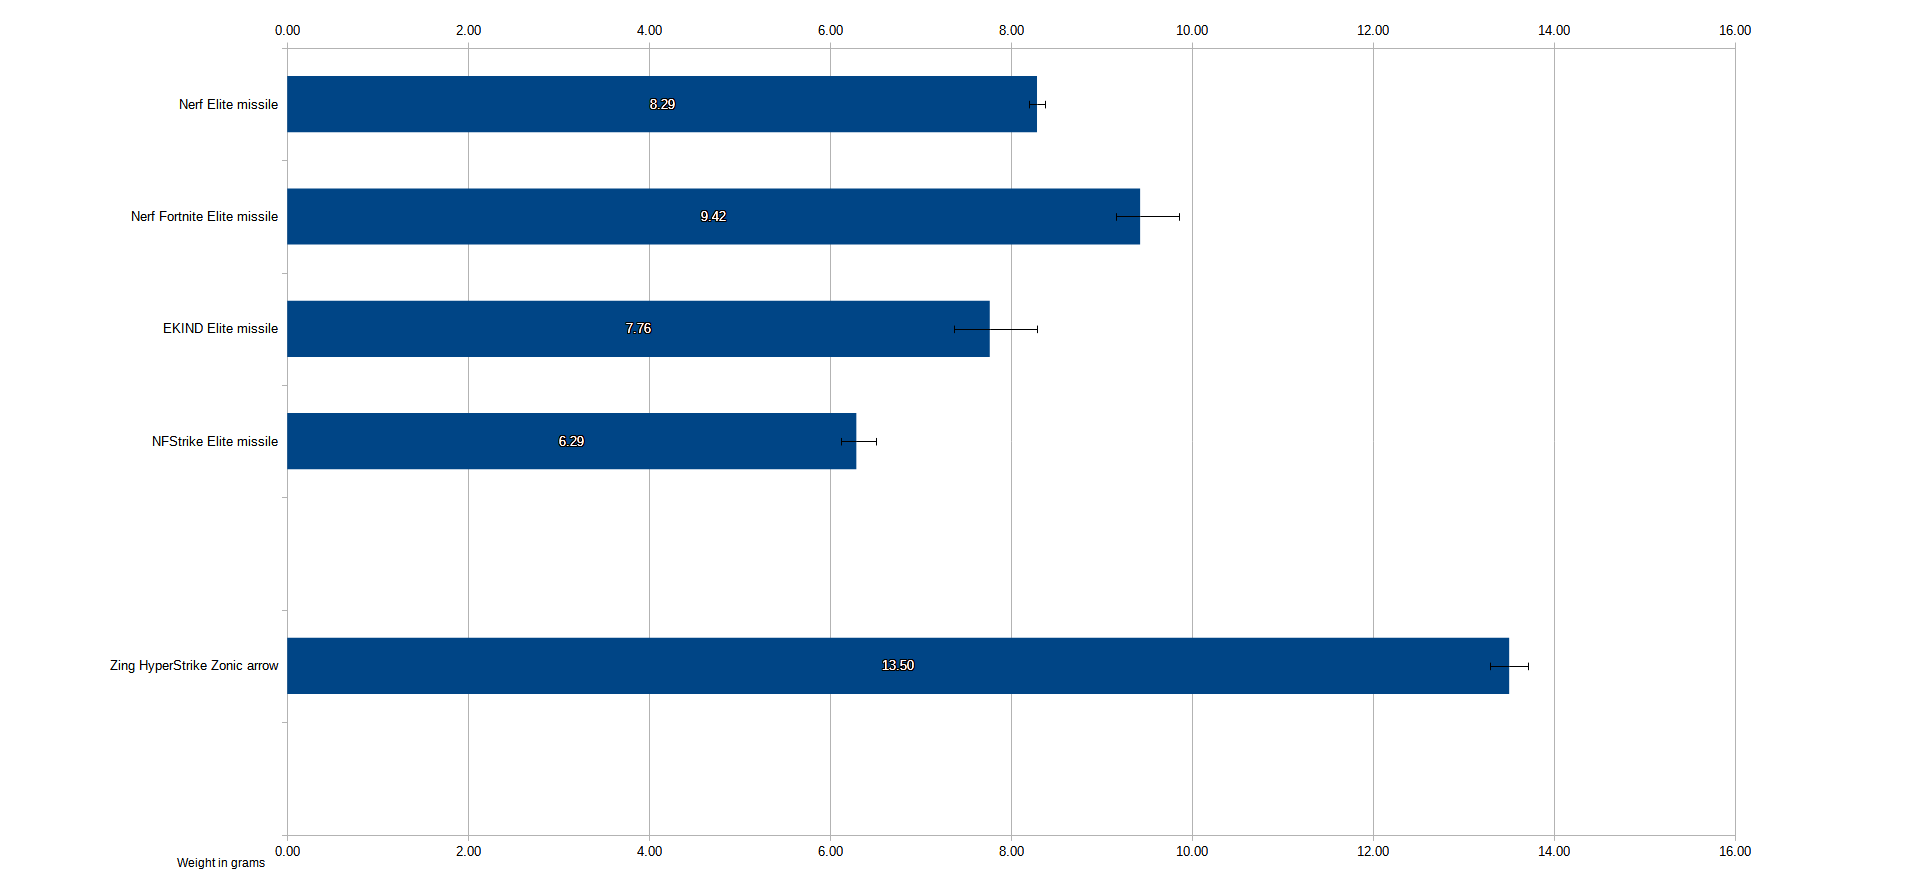 0.00 2.00 4.00 6.00 8.00 10.00 12.00 14.00 16.00
Nerf Elite missile 8.29
Nerf Fortnite Elite missile 9.42
EKIND Elite missile 7.76
NFStrike Elite missile 6.29
Zing HyperStrike Zonic arrow 13.50
0.00 2.00 4.00 6.00 8.00 10.00 12.00 14.00 16.00
Weight in grams